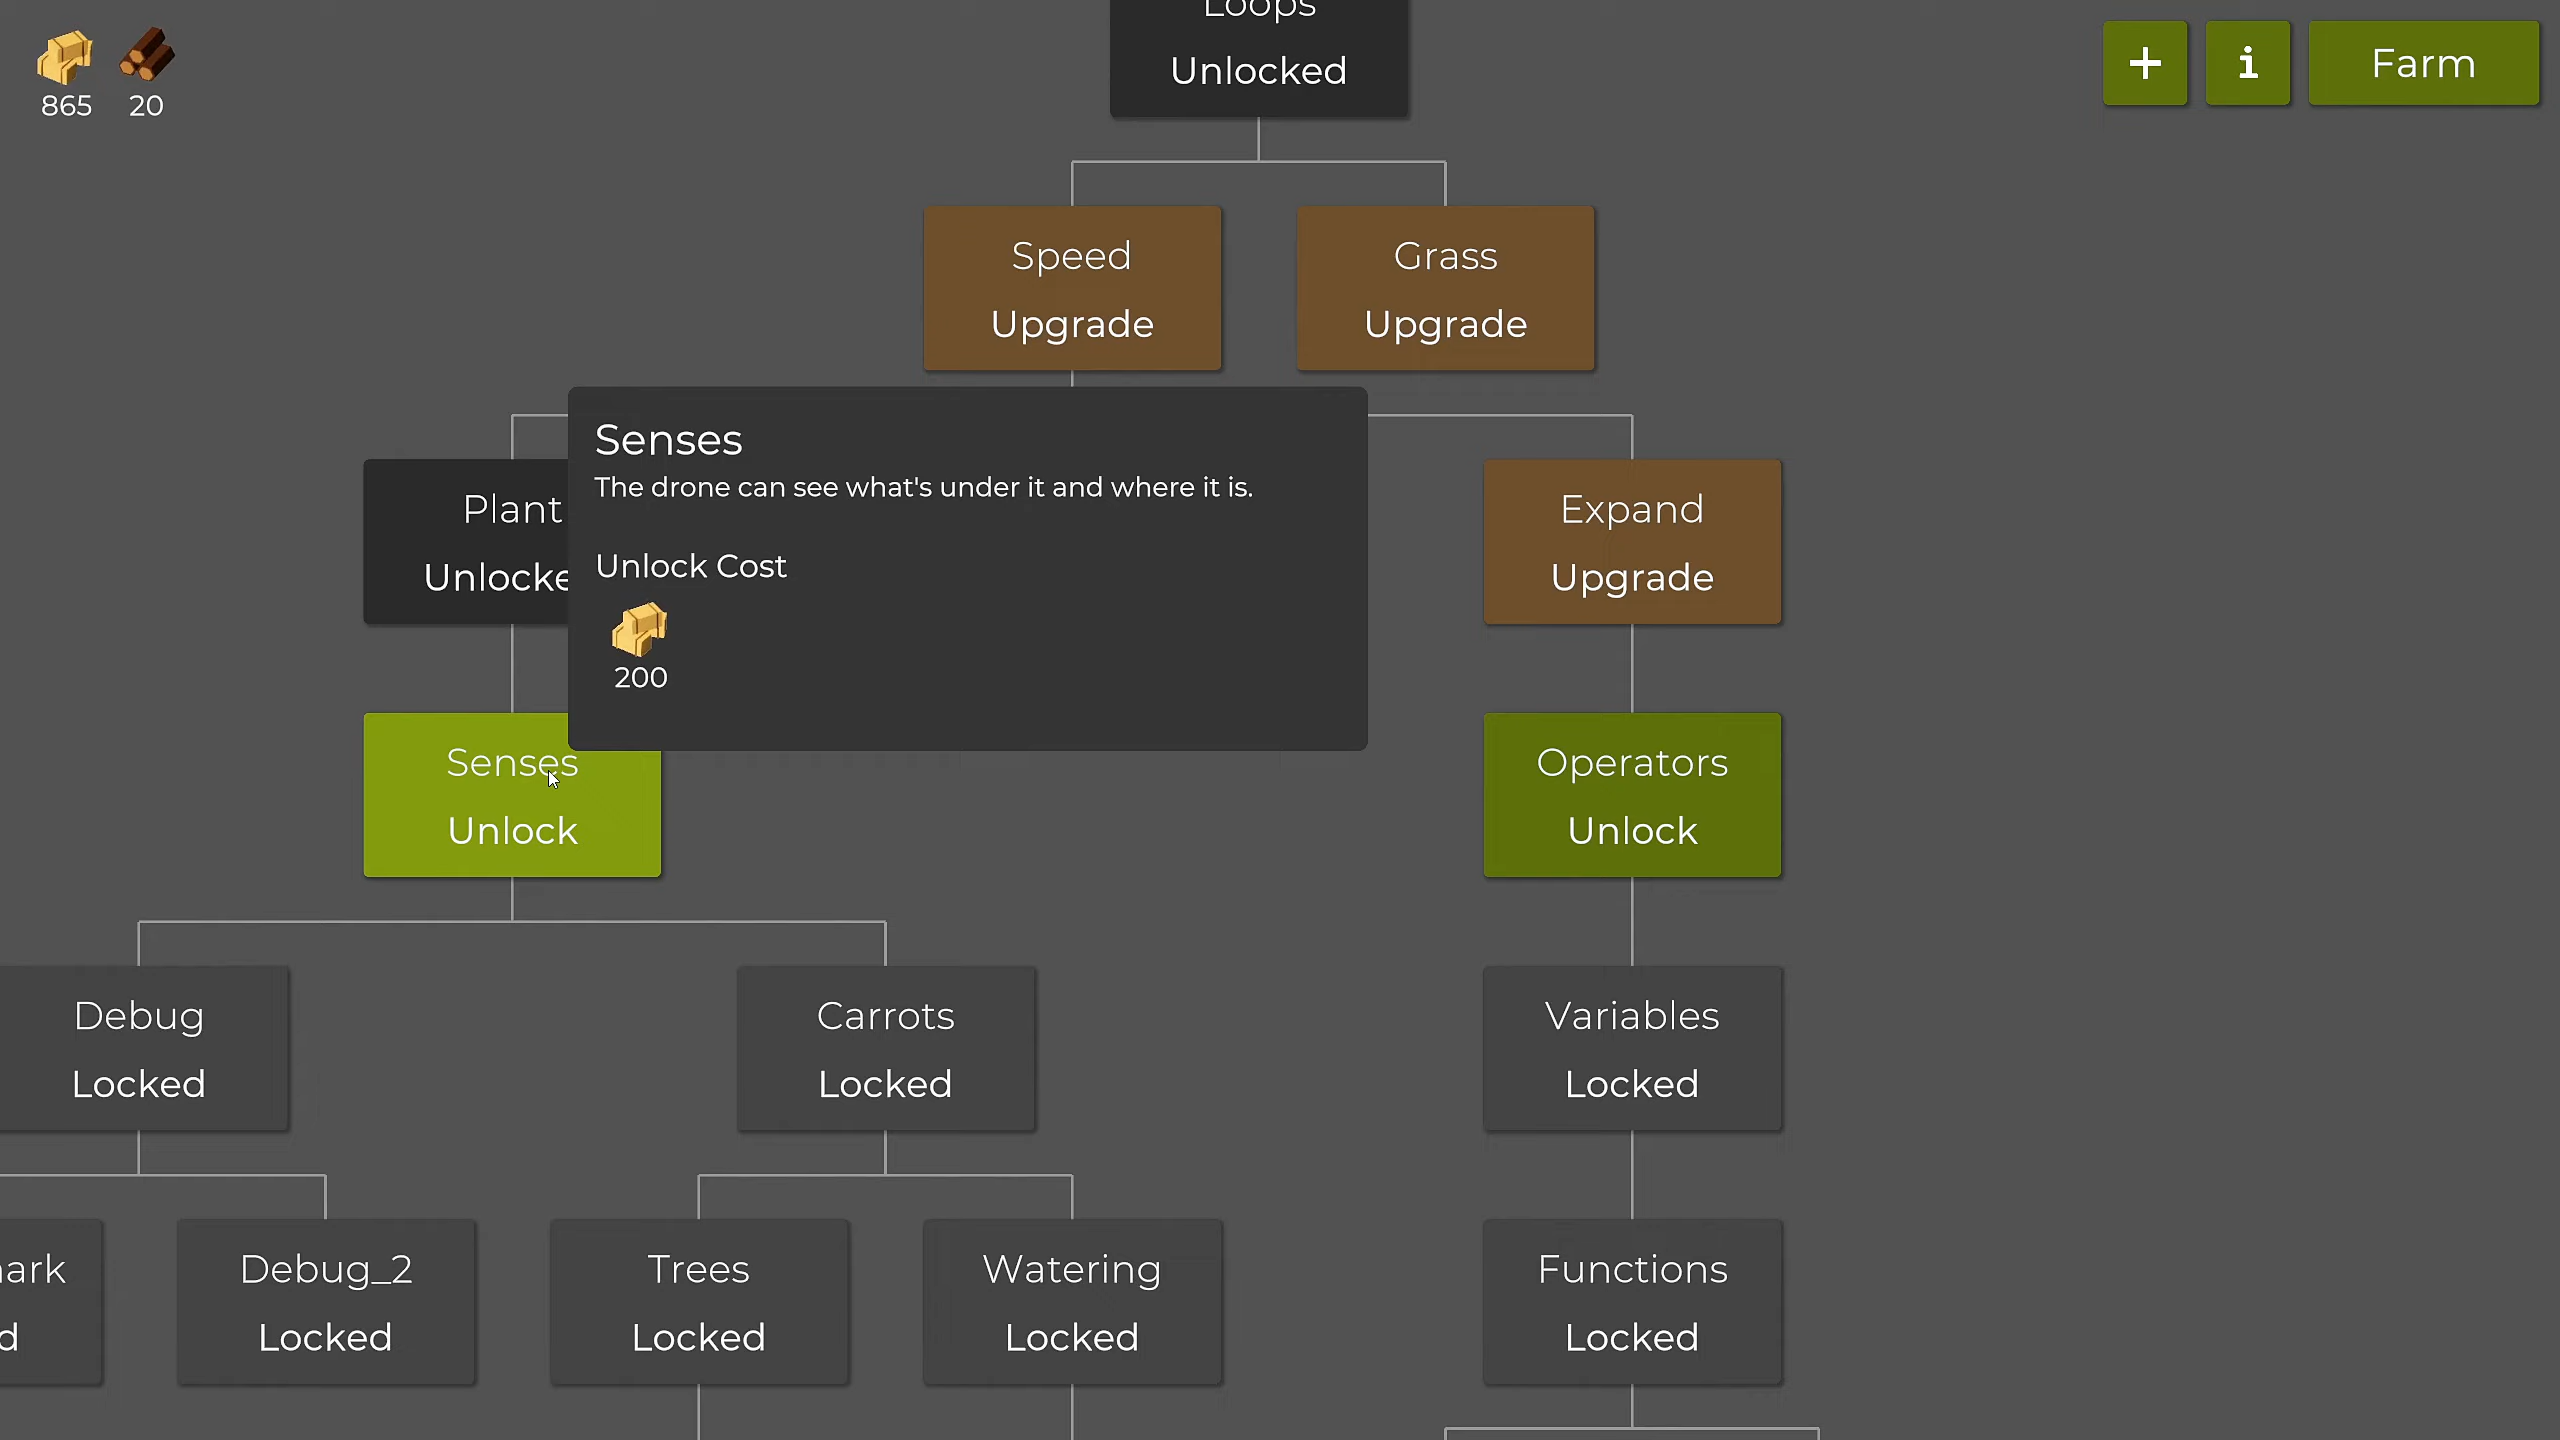 865
20
Loops
Unlocked
Farm
Speed
Upgrade
Grass
Upgrade
Plant
Unlocke
Senses
The drone can see what's under it and where it is.
Unlock Cost
200
Expand
Upgrade
Senses
Unlock
Operators
Unlock
Debug
Locked
Carrots
Locked
Variables
Locked
ark
d
Debug_2
Locked
Trees
Locked
Watering
Locked
Functions
Locked